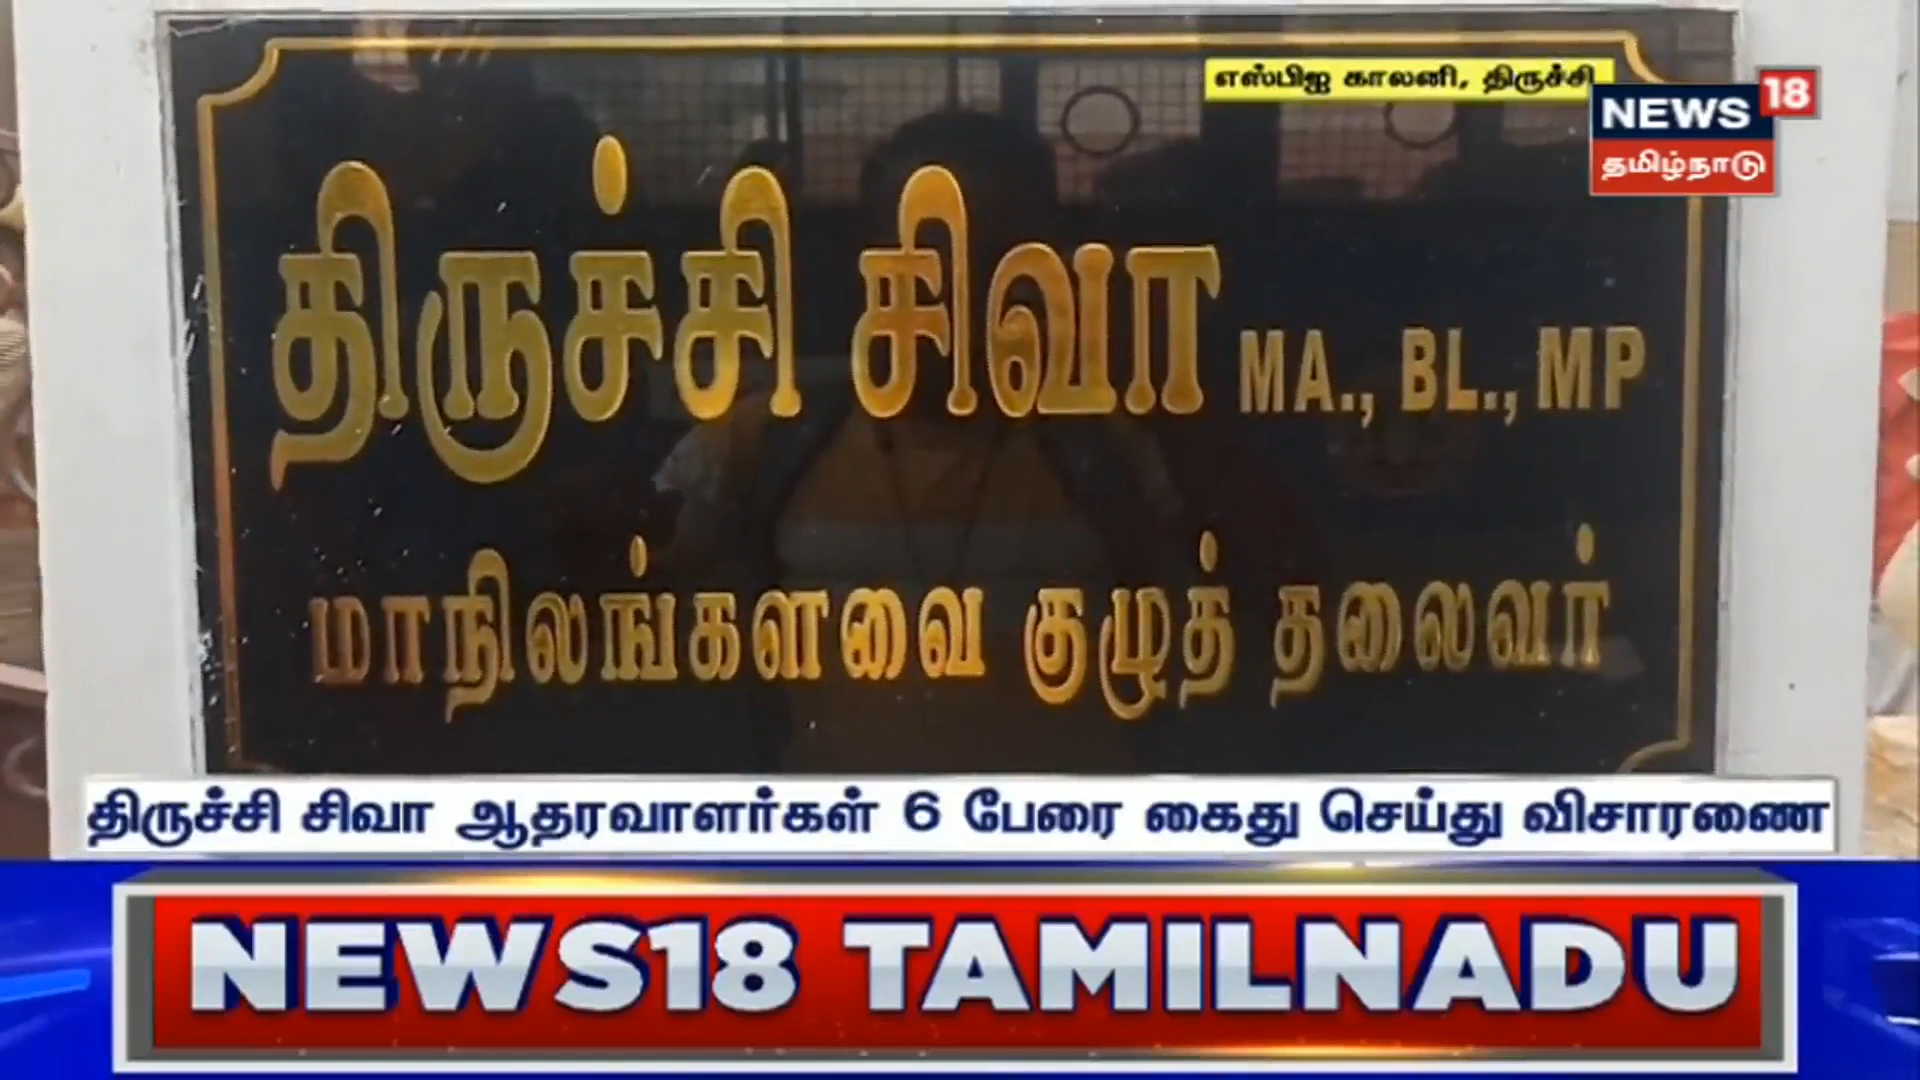 எஸ்பிஐ காலனி, திருச்சி
NEWS 18
தமிழ்நாடு
திருச்சி சிவா MA., BL., MP
மாநிலங்களவை குழுத் தலைவர்
திருச்சி சிவா ஆதரவாளர்கள் 6 பேரை கைது செய்து விசாரணை
NEWS18 TAMILNADU